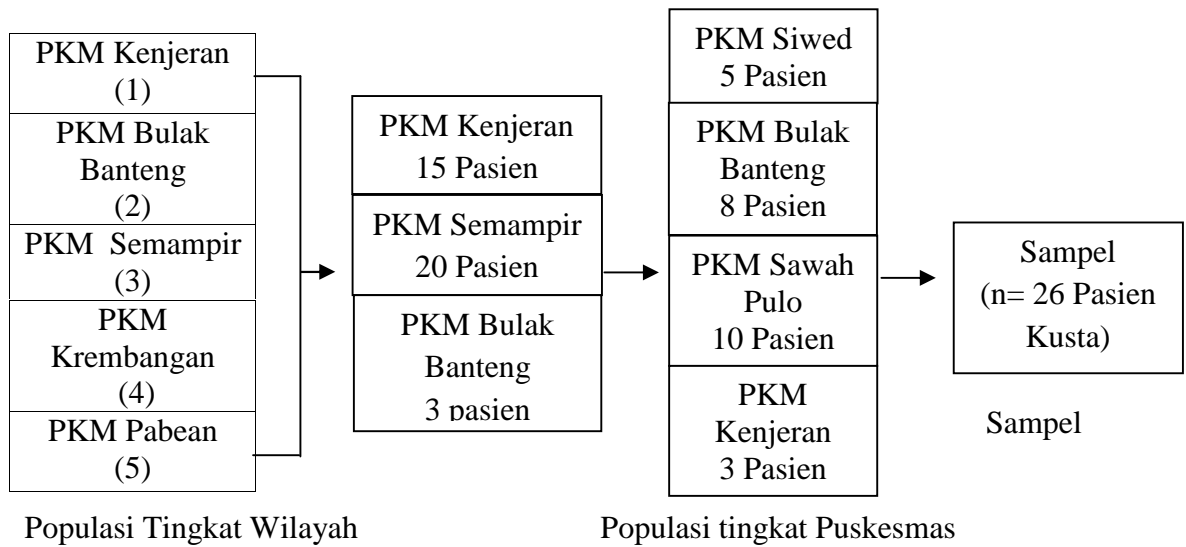 PKM Kenjeran
(1)
PKM Bulak
Banteng
(2)
PKM Semampir
(3)
PKM
Krembangan
(4)
PKM Pabean
(5)
Populasi Tingkat Wilayah
PKM Kenjeran
15 Pasien
PKM Semampir
20 Pasien
PKM Bulak
Banteng
3 pasien
PKM Siwed
5 Pasien
PKM Bulak
Banteng
8 Pasien
PKM Sawah
Pulo
10 Pasien
PKM
Kenjeran
3 Pasien
Populasi tingkat Puskesmas
Sampel
(n= 26 Pasien
Kusta)
Sampel